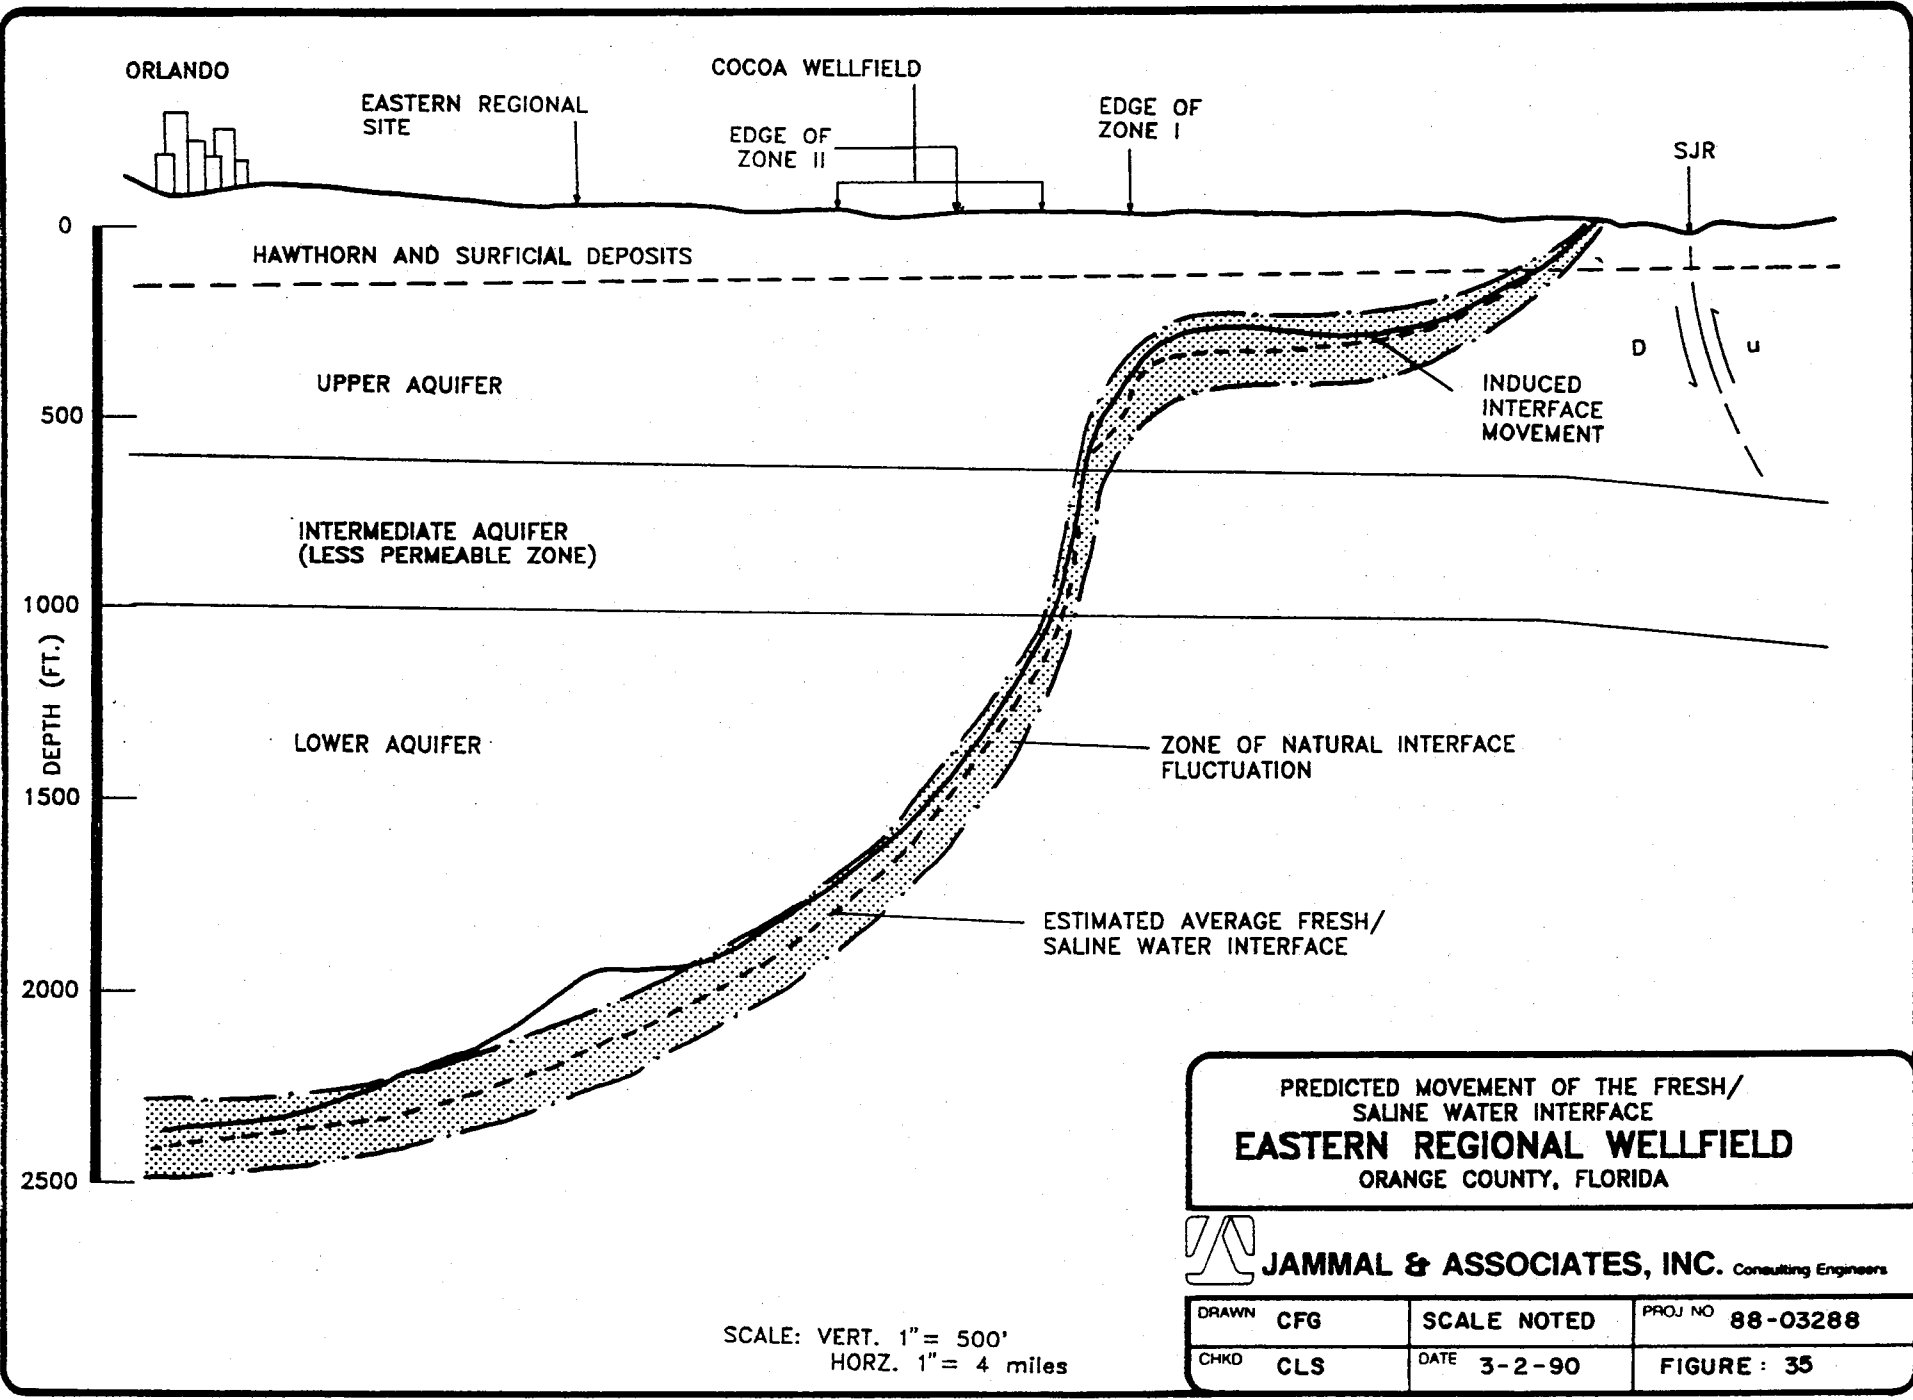 ORLANDO
EASTERN REGIONAL
SITE
COCOA WELLFIELD
EDGE OF
ZONE II
EDGE OF
ZONE I
SJR
0
HAWTHORN AND SURFICIAL DEPOSITS
UPPER AQUIFER
D
u
INDUCED
INTERFACE
MOVEMENT
500
INTERMEDIATE AQUIFER
(LESS PERMEABLE ZONE)
1000
DEPTH (FT.)
LOWER AQUIFER
ZONE OF NATURAL INTERFACE
FLUCTUATION
1500
ESTIMATED AVERAGE FRESH/
SALINE WATER INTERFACE
2000
2500
PREDICTED MOVEMENT OF THE FRESH/
SALINE WATER INTERFACE
EASTERN REGIONAL WELLFIELD
ORANGE COUNTY, FLORIDA
JAMMAL & ASSOCIATES, INC. Consulting Engineers
DRAWN CFG
SCALE NOTED
PROJ NO 88-03288
CHKD CLS
DATE 3-2-90
FIGURE: 35
SCALE: VERT. 1"= 500'
HORZ. 1"= 4 miles